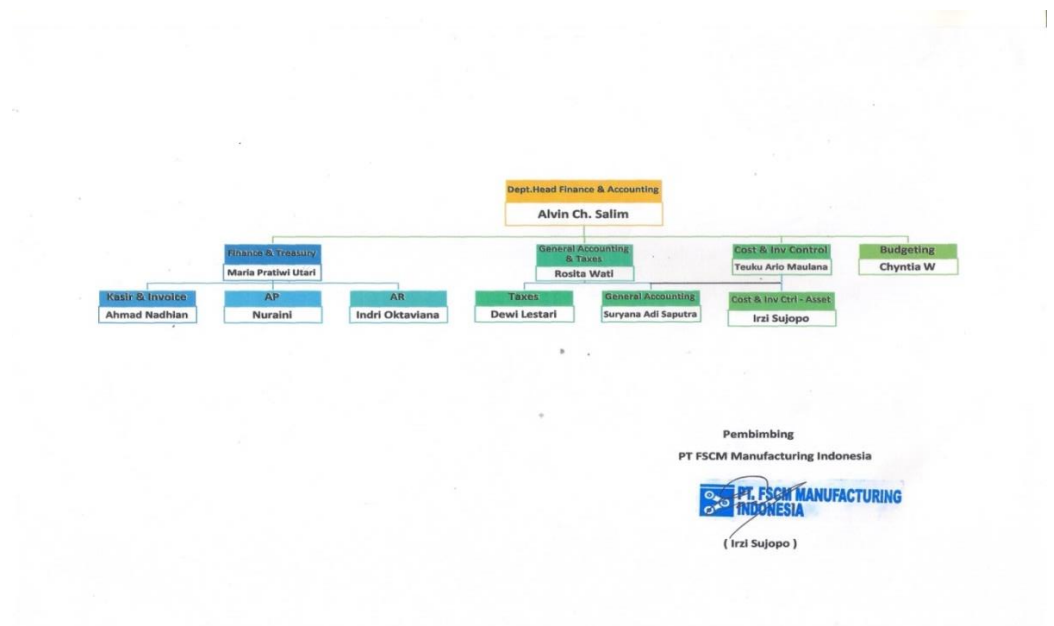 Dept.Head Finance & Accounting
Alvin Ch. Salim
Finance & Treasury
Maria Pratiwi Utari
General Accounting
& Taxes
Rosita Wati
Cost & Inv Control
Teuku Ario Maulana
Budgeting
Chyntia W
Kasir & Invoice
Ahmad Nadhlan
AP
Nuraini
AR
Indri Oktaviana
Taxes
Dewi Lestari
General Accounting
Suryana Adi Saputra
Cost & Inv Ctrl - Asset
Irzi Sujopo
Pembimbing
PT FSCM Manufacturing Indonesia
PT. FSCM MANUFACTURING
INDONESIA
( Irzi Sujopo )